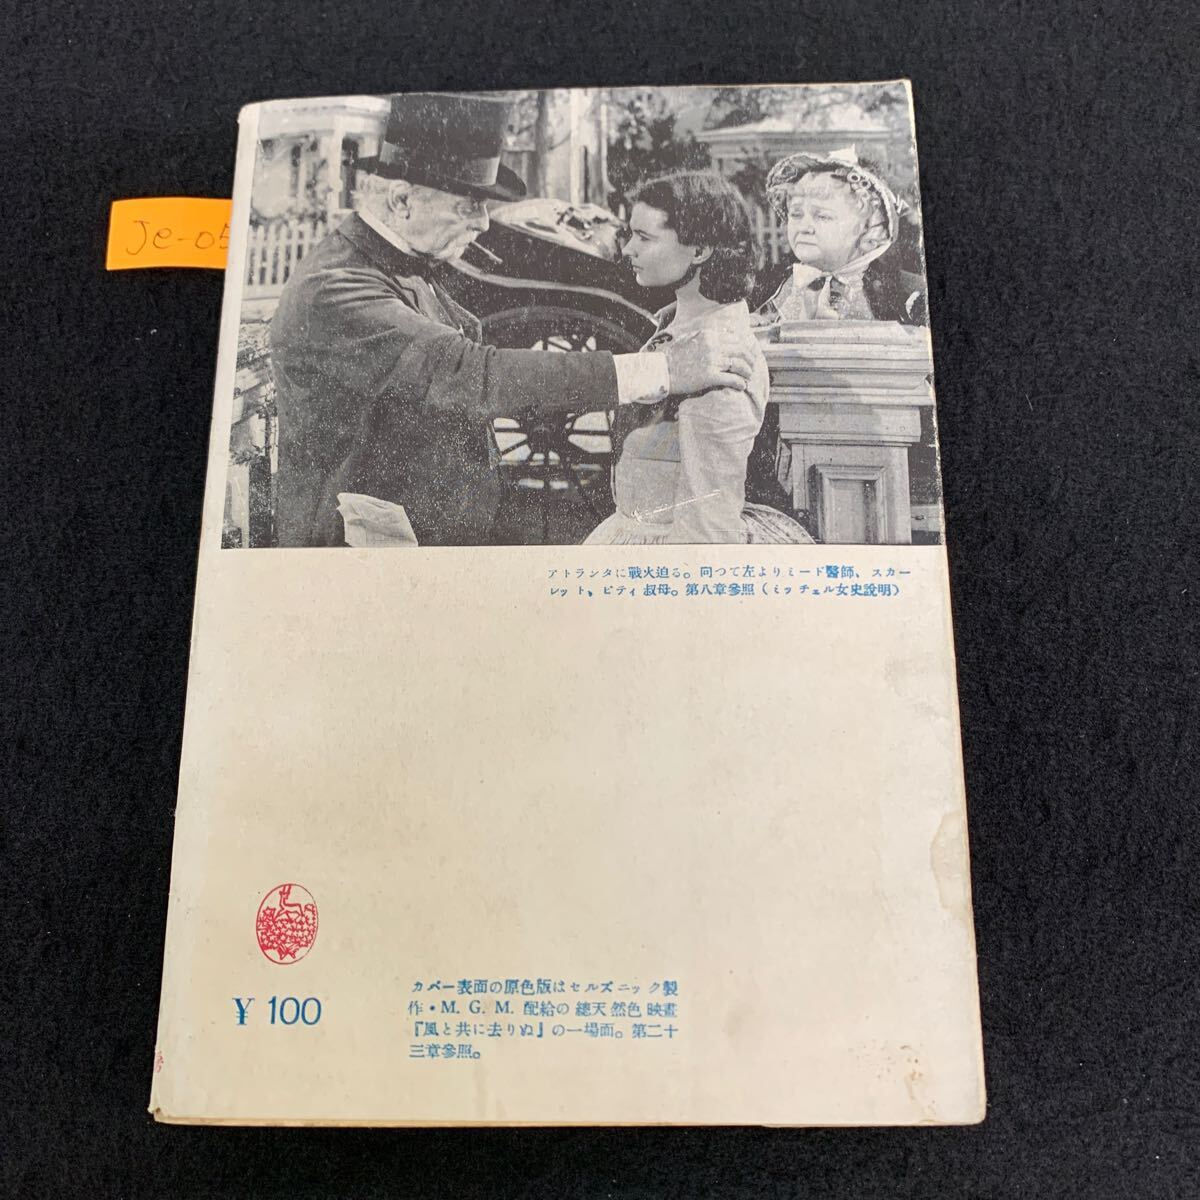 Je-05
アトランタに戰火迫る。向つて左よりミード醫師、スカー
レット、ピティ叔母。第八章參照(ミッチェル女史說明)
カバー表面の原色版はセルズニック製
作・M. G. M. 配給の總天然色映畫
『風と共に去りぬ』の一場面。第二十
三章參照。
¥ 100